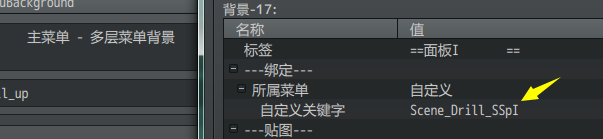 uBackground
主菜单 - 多层菜单背景
ll_up
背景-17:
名称 值
标签 ==面板I ==
---绑定---
所属菜单 自定义
自定义关键字 Scene_Drill_SSpI
---贴图---